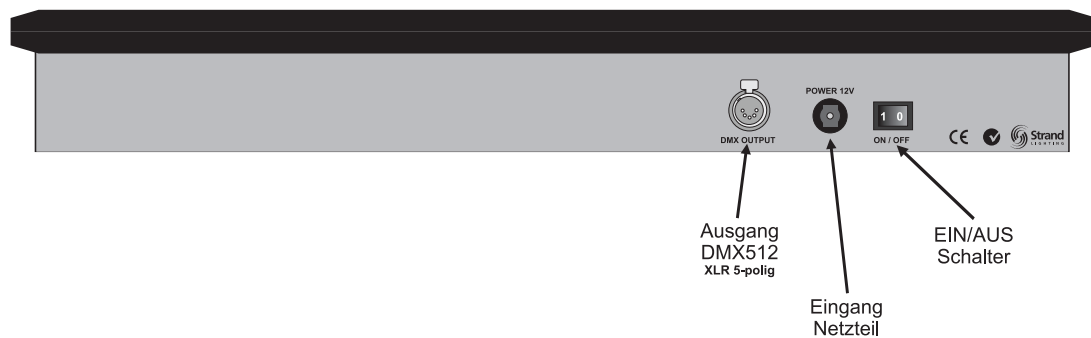 POWER 12V
1 0
DMX OUTPUT
ON / OFF
CE
Strand
LIGHTING
Ausgang
DMX512
XLR 5-polig
EIN/AUS
Schalter
Eingang
Netzteil